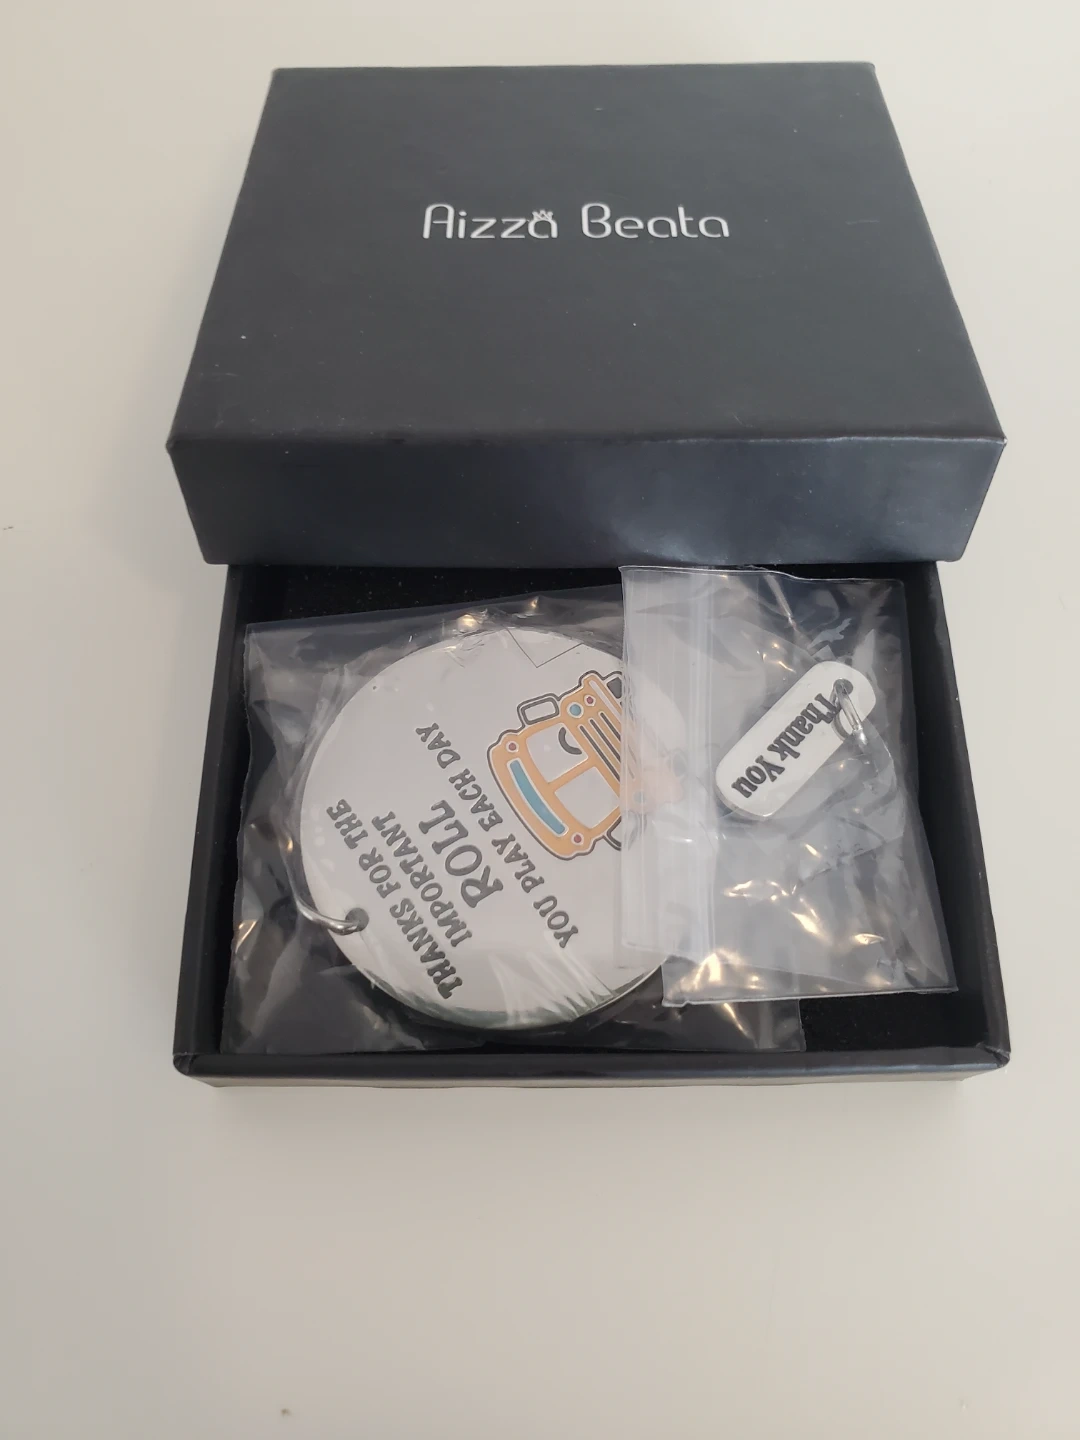 Aizza Beata
THANKS FOR THE
IMPORTANT
ROLL
YOU PLAY EACH DAY
Thank You